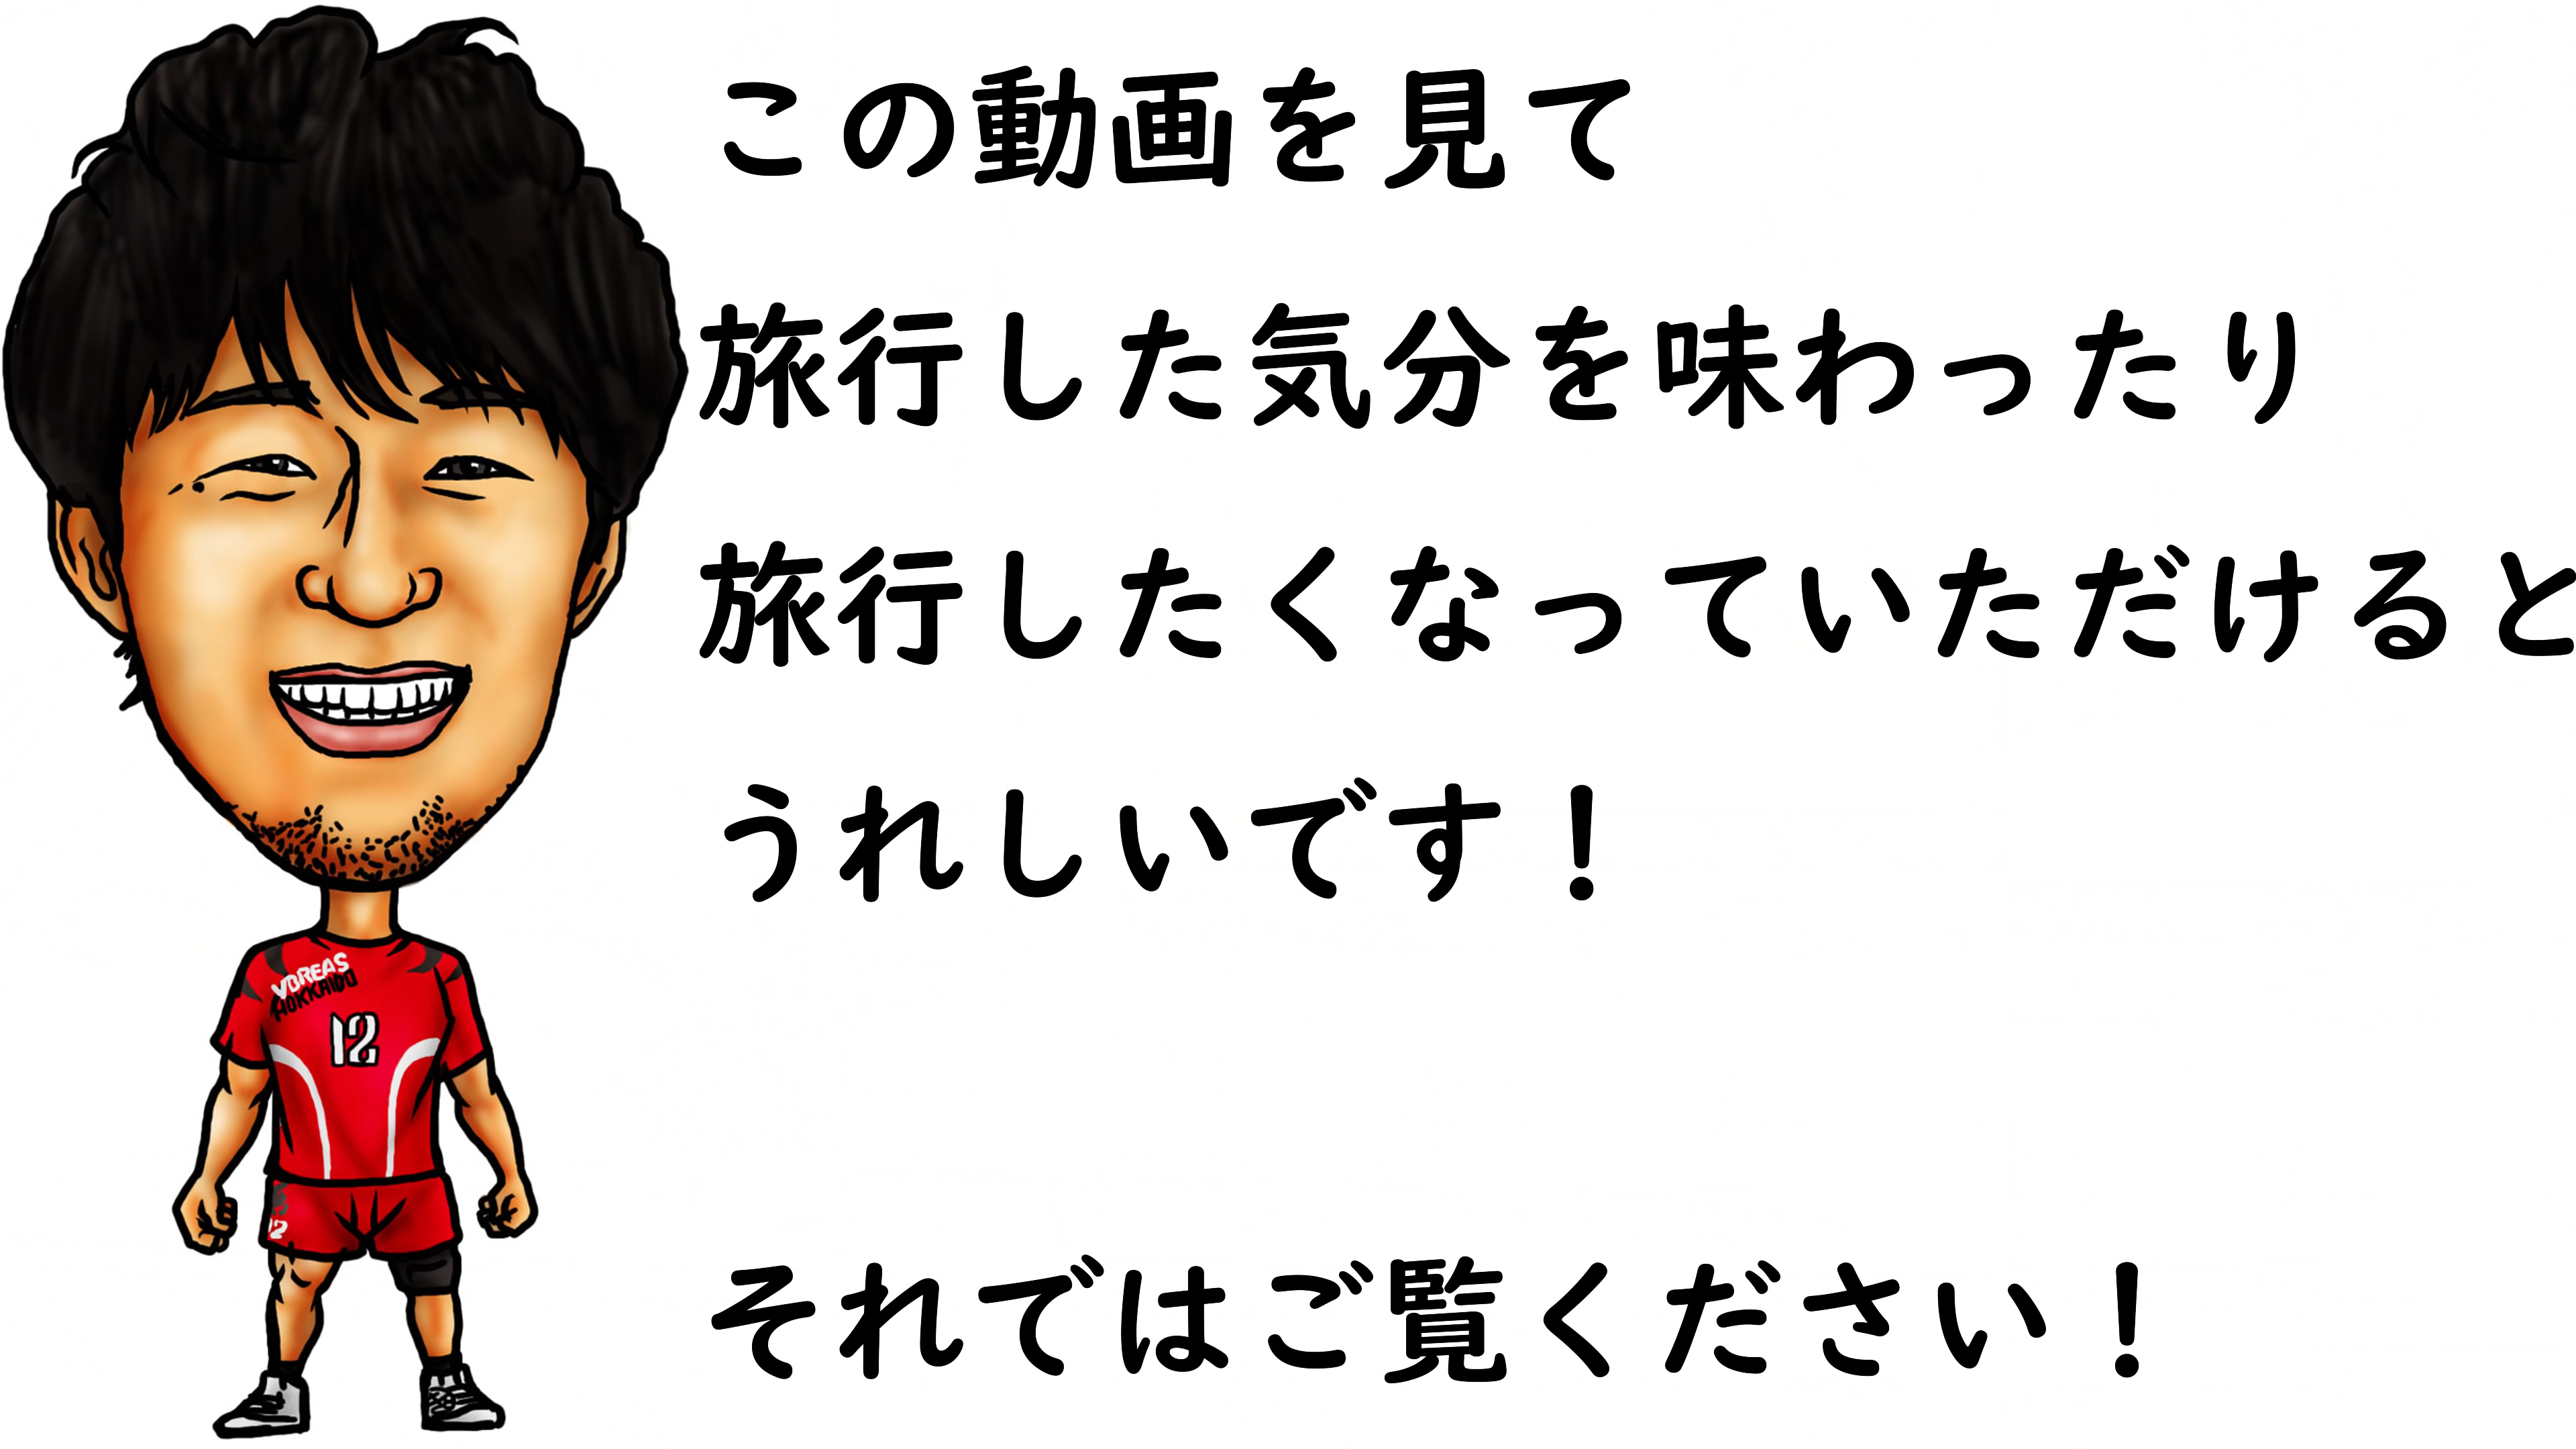 この動画を見て
旅行した気分を味わったり
旅行したくなっていただけると
うれしいです！
それではご覧ください！
VOREAS
HOKKAIDO
12
12